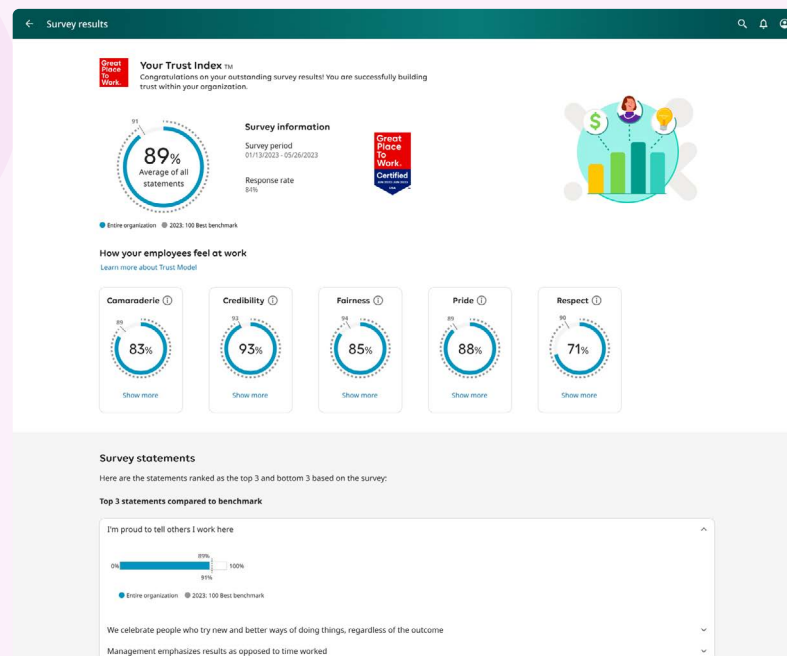 Survey results
Great
Place
To
Work.
Your Trust Index TM
Congratulations on your outstanding survey results! You are successfully building
trust within your organization.
91
89%
Average of all
statements
Entire organization 2023: 100 Best benchmark
Survey information
Survey period
01/13/2023 - 05/26/2023
Response rate
84%
Great
Place
To
Work.
Certified
$
How your employees feel at work
Learn more about Trust Model
Camaraderie
89
83%
Show more
Credibility
93%
Show more
Fairness
94
85%
Show more
Pride
89
88%
Show more
Respect
90
71%
Show more
Survey statements
Here are the statements ranked as the top 3 and bottom 3 based on the survey:
Top 3 statements compared to benchmark
I'm proud to tell others I work here
89%
0% 100%
91%
Entire organization 2023: 100 Best benchmark
We celebrate people who try new and better ways of doing things, regardless of the outcome
Management emphasizes results as opposed to time worked